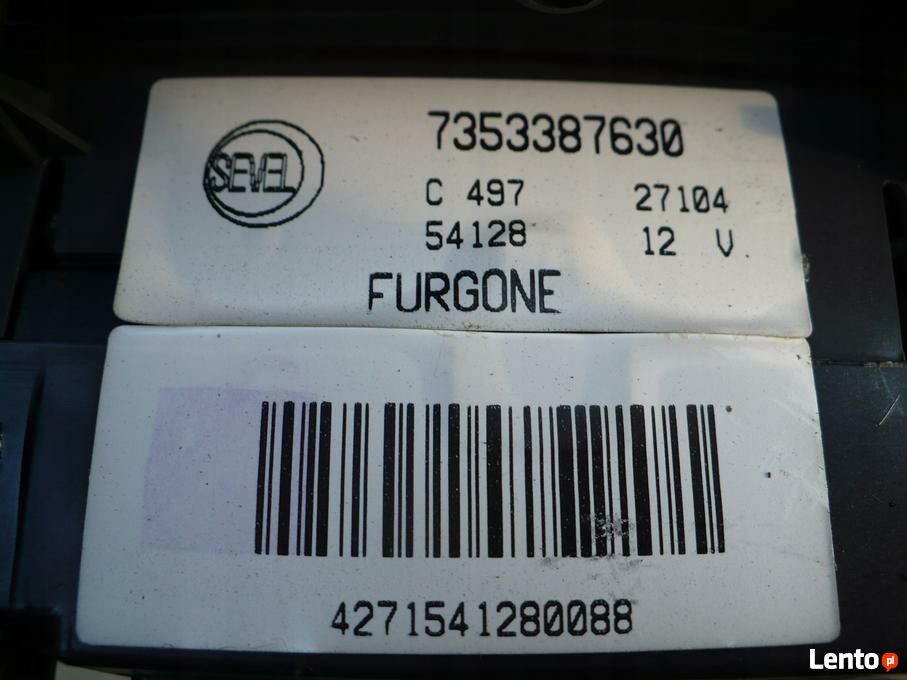 SEVEL
7353387630
C 497 27104
54128 12 V
FURGONE
4271541280088
Lento pl